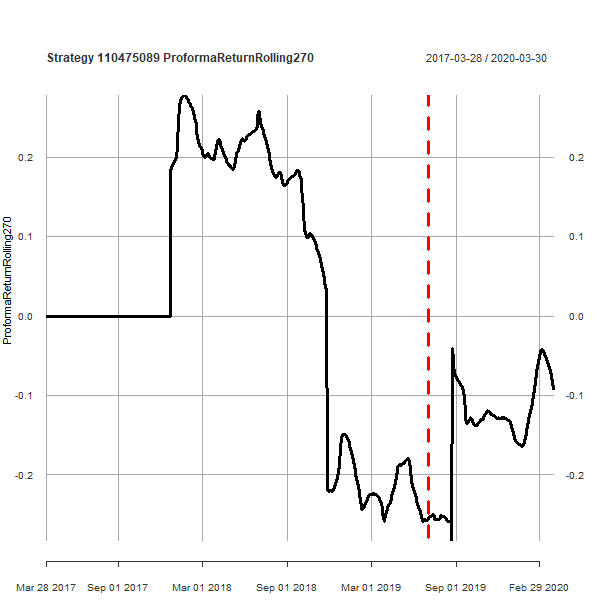 Strategy 110475089 ProformaReturnRolling270
2017-03-28 / 2020-03-30
ProformaReturnRolling270
0.2
0.1
0.0
-0.1
-0.2
0.2
0.1
0.0
-0.1
-0.2
Mar 28 2017
Sep 01 2017
Mar 01 2018
Sep 01 2018
Mar 01 2019
Sep 01 2019
Feb 29 2020